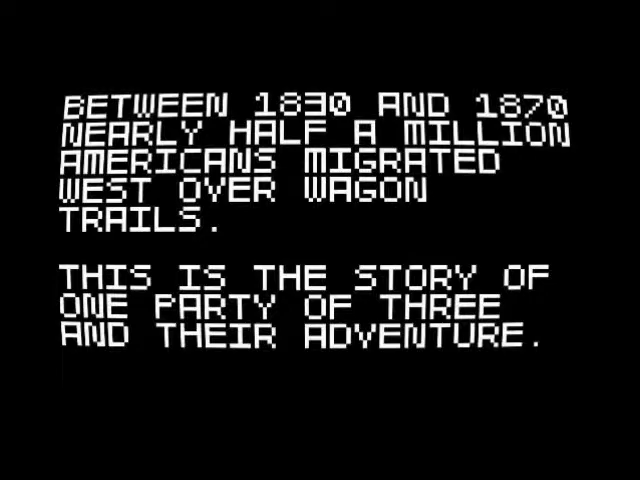 BETWEEN 1830 AND 1870
NEARLY HALF A MILLION
AMERICANS MIGRATED
WEST OVER WAGON
TRAILS.
THIS IS THE STORY OF
ONE PARTY OF THREE
AND THEIR ADVENTURE.